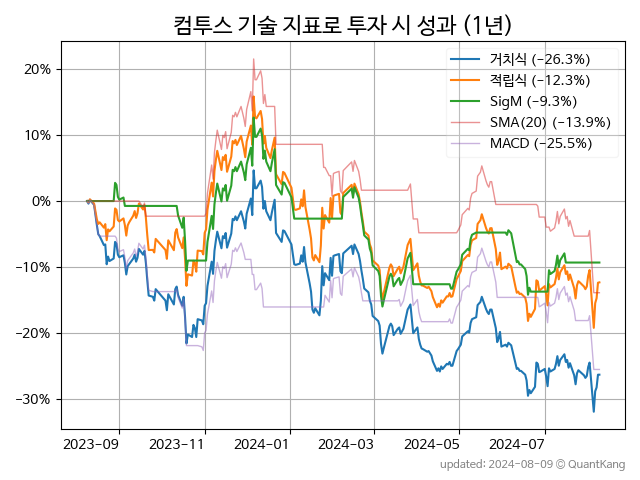 컴투스 기술 지표로 투자 시 성과 (1년)
거치식 (−26.3%)
적립식 (−12.3%)
SigM (−9.3%)
SMA(20) (−13.9%)
MACD (−25.5%)
20%
10%
0%
−10%
−20%
−30%
2023-09 2023-11 2024-01 2024-03 2024-05 2024-07
updated: 2024-08-09 © QuantKang